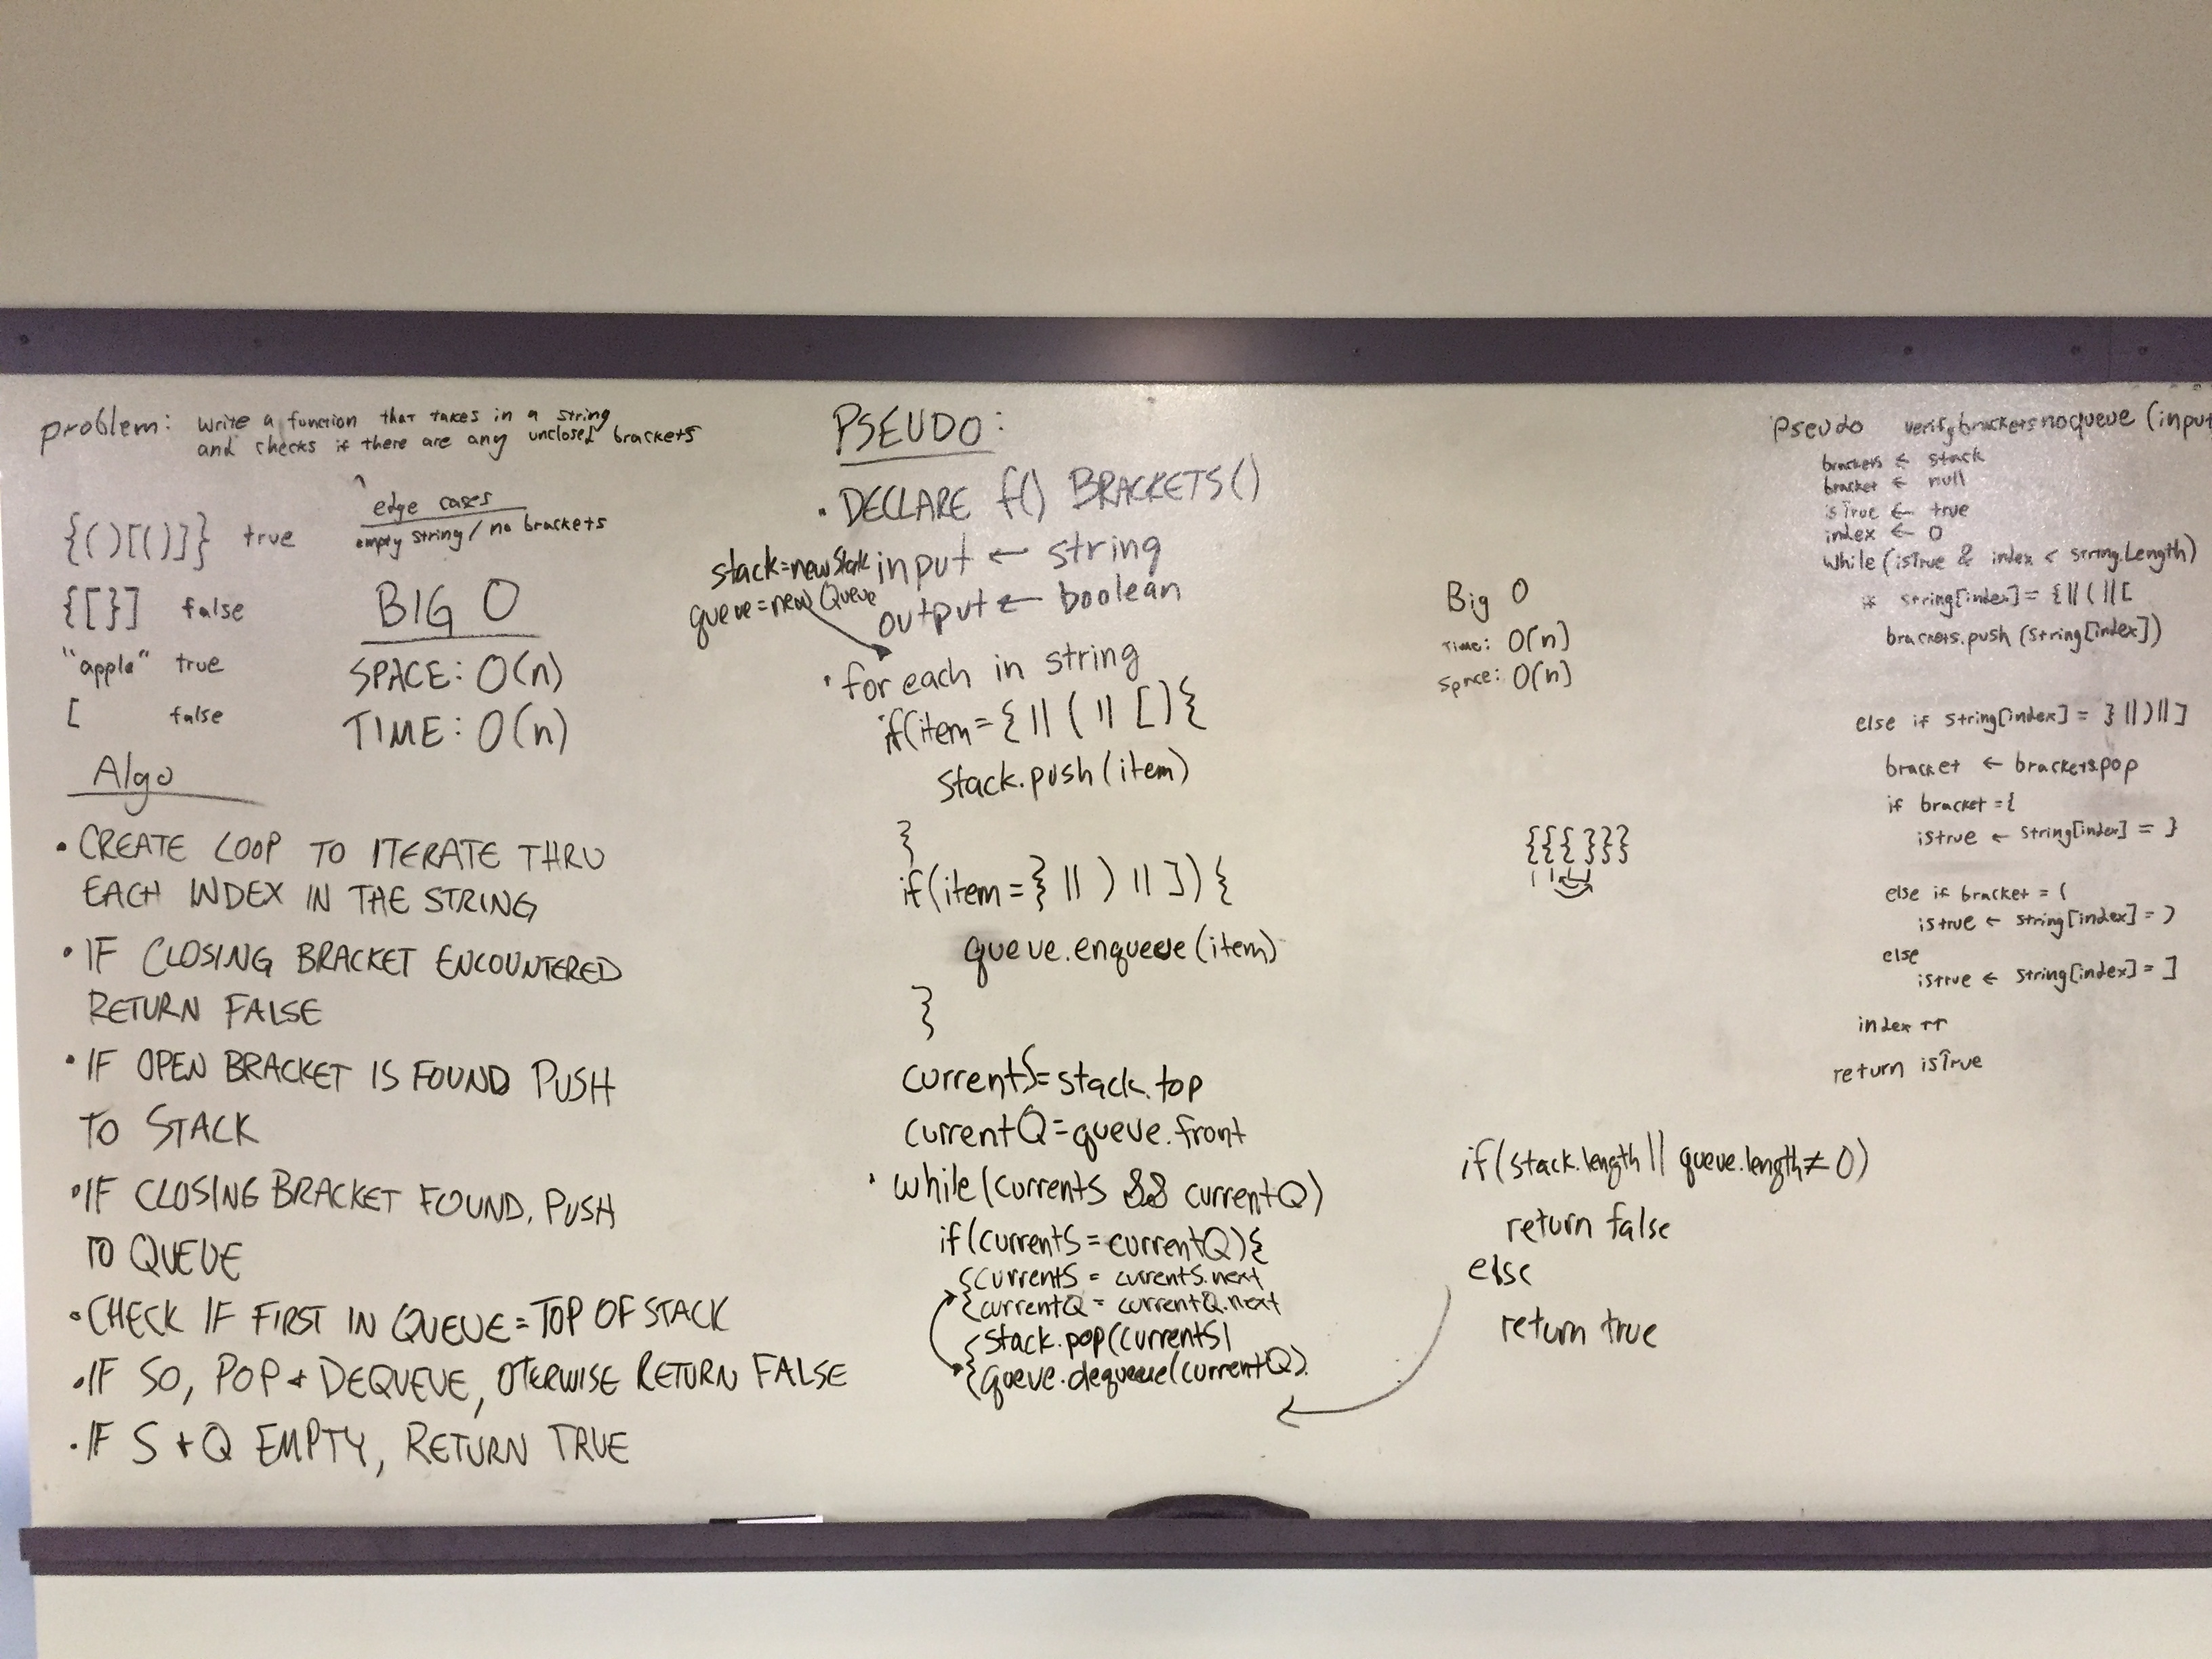 problem: write a function that takes in a string
and checks if there are any unclosed brackets
edge cases
empty string / no brackets
{()[()]} true
{[}] false
"apple" true
[ false
BIG O
SPACE: O(n)
TIME: O(n)
Algo
• CREATE LOOP TO ITERATE THRU
EACH INDEX IN THE STRING
• IF CLOSING BRACKET ENCOUNTERED
RETURN FALSE
• IF OPEN BRACKET IS FOUND PUSH
TO STACK
• IF CLOSING BRACKET FOUND, PUSH
TO QUEUE
• CHECK IF FIRST IN QUEUE = TOP OF STACK
• IF SO, POP + DEQUEUE, OTERWISE RETURN FALSE
• IF S + Q EMPTY, RETURN TRUE
PSEUDO:
• DECLARE f() BRACKETS()
input ← string
output ← boolean
stack=new Stak
queue=new Queue
• for each in string
if(item = { || ( || [) {
stack.push(item)
}
if(item = } || ) || ]) {
queue.enqueue(item)
}
currentS=stack.top
currentQ=queue.front
• while(currentS && currentQ)
if(currentS = currentQ){
{currentS = currentS.next
{currentQ = currentQ.next
{stack.pop(currentS)
{queue.dequeue(currentQ)
Big O
Time: O(n)
Space: O(n)
{{{}}}
if(stack.length || queue.length ≠ 0)
return false
else
return true
Pseudo verifybracketsnoqueue (input
brackets ← stack
bracket ← null
isTrue ← true
index ← 0
while (isTrue & index < string.Length)
if string[index] = { || ( || [
brackets.push (string[index])
else if string[index] = } || ) || ]
bracket ← brackets.pop
if bracket = {
istrue ← string[index] = }
else if bracket = (
istrue ← string[index] = )
else
istrue ← string[index] = ]
index ++
return isTrue